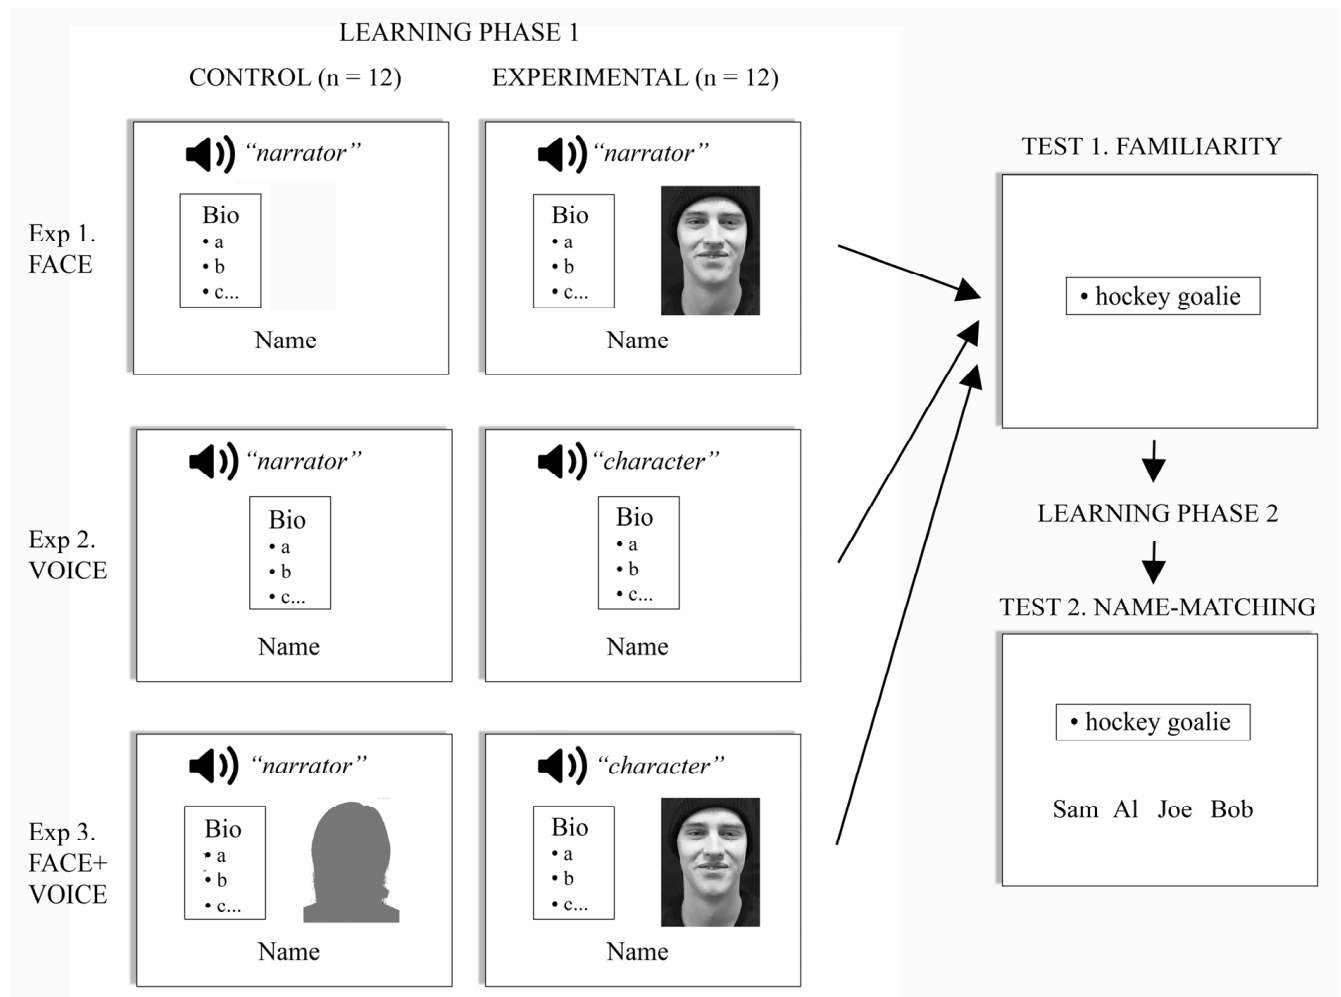 LEARNING PHASE 1
CONTROL (n = 12)
EXPERIMENTAL (n = 12)
Exp 1.
FACE
“narrator”
Bio
• a
• b
• c...
Name
“narrator”
Bio
• a
• b
• c...
Name
Exp 2.
VOICE
“narrator”
Bio
• a
• b
• c...
Name
“character”
Bio
• a
• b
• c...
Name
Exp 3.
FACE+
VOICE
“narrator”
Bio
• a
• b
• c...
Name
“character”
Bio
• a
• b
• c...
Name
TEST 1. FAMILIARITY
• hockey goalie
LEARNING PHASE 2
TEST 2. NAME-MATCHING
• hockey goalie
Sam Al Joe Bob